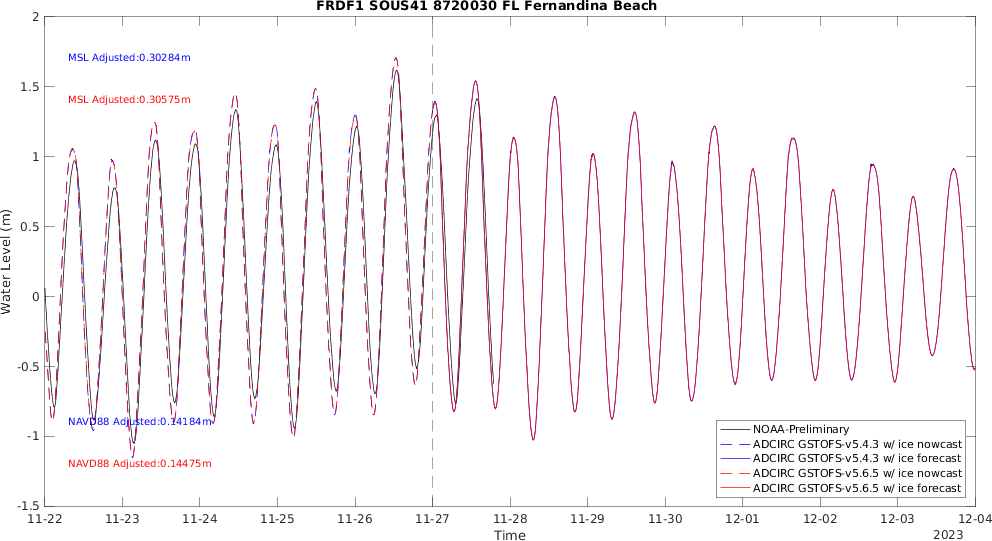 FRDF1 SOUS41 8720030 FL Fernandina Beach
2
1.5
1
0.5
0
-0.5
-1
-1.5
Water Level (m)
MSL Adjusted:0.30284m
MSL Adjusted:0.30575m
NAVD88 Adjusted:0.14184m
NAVD88 Adjusted:0.14475m
NOAA-Preliminary
ADCIRC GSTOFS-v5.4.3 w/ ice nowcast
ADCIRC GSTOFS-v5.4.3 w/ ice forecast
ADCIRC GSTOFS-v5.6.5 w/ ice nowcast
ADCIRC GSTOFS-v5.6.5 w/ ice forecast
11-22 11-23 11-24 11-25 11-26 11-27 11-28 11-29 11-30 12-01 12-02 12-03 12-04
Time
2023